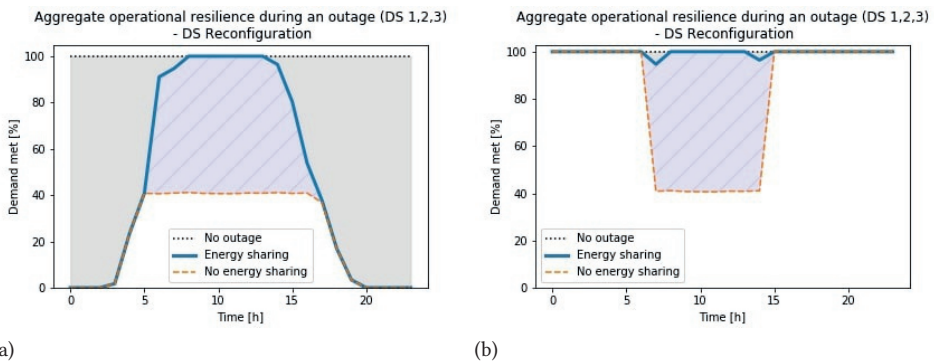 Aggregate operational resilience during an outage (DS 1,2,3)
- DS Reconfiguration
100
80
60
40
20
0
Demand met [%]
No outage
Energy sharing
No energy sharing
0 5 10 15 20
Time [h]
a)
Aggregate operational resilience during an outage (DS 1,2,3)
- DS Reconfiguration
100
80
60
40
20
0
Demand met [%]
No outage
Energy sharing
No energy sharing
0 5 10 15 20
Time [h]
(b)